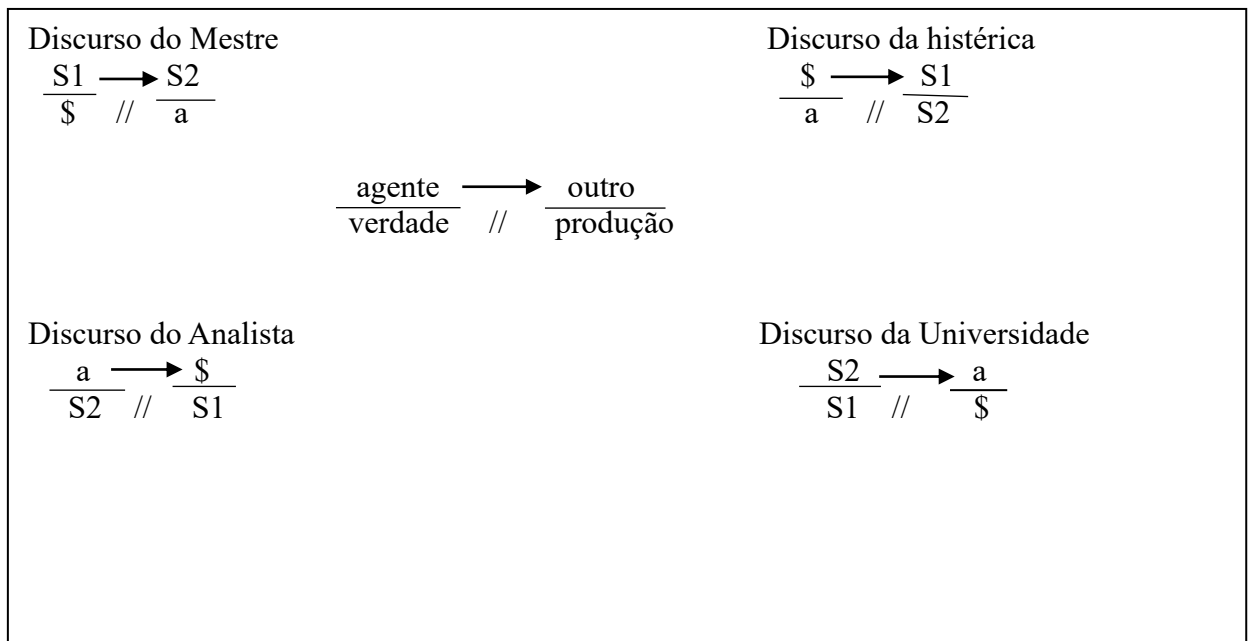 Discurso do Mestre
S1 → S2
$ // a
Discurso da histérica
$ → S1
a // S2
agente → outro
verdade // produção
Discurso do Analista
a → $
S2 // S1
Discurso da Universidade
S2 → a
S1 // $